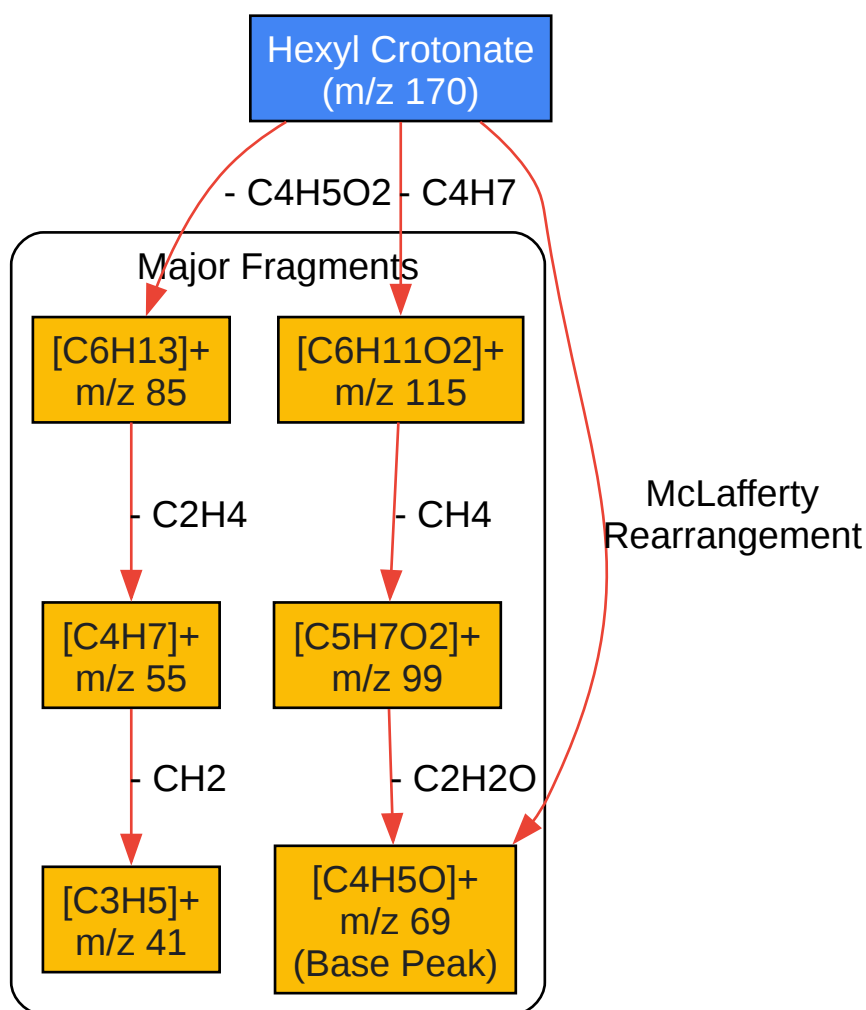 Hexyl Crotonate
(m/z 170)
- C4H5O2
- C4H7
Major Fragments
[C6H13]+
m/z 85
[C6H11O2]+
m/z 115
- C2H4
- CH4
McLafferty
Rearrangement
[C4H7]+
m/z 55
[C5H7O2]+
m/z 99
- CH2
- C2H2O
[C3H5]+
m/z 41
[C4H5O]+
m/z 69
(Base Peak)